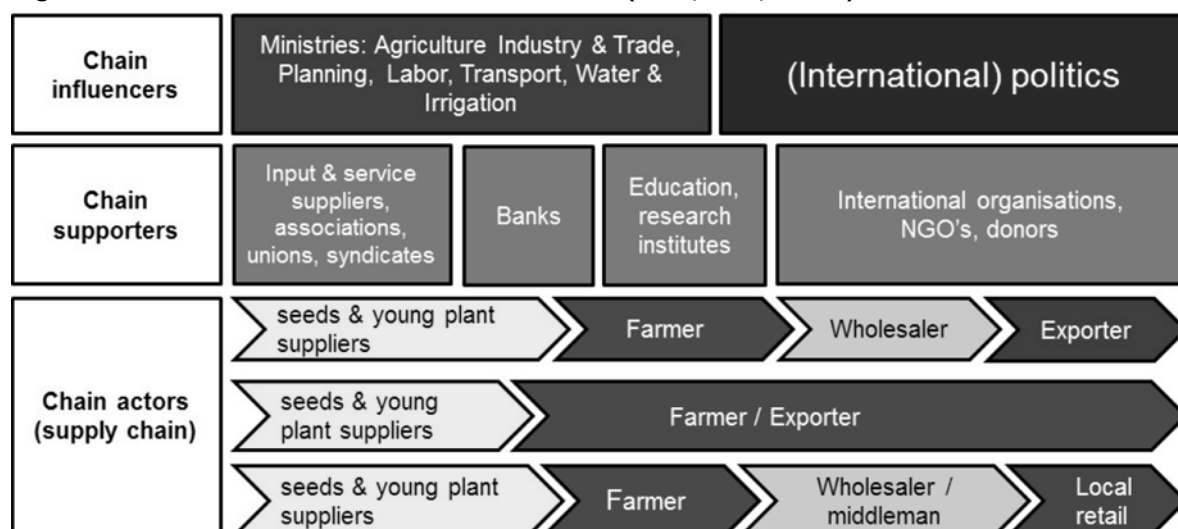 Chain
influencers
Ministries: Agriculture Industry & Trade,
Planning, Labor, Transport, Water &
Irrigation
(International) politics
Chain
supporters
Input & service
suppliers,
associations,
unions, syndicates
Banks
Education,
research
institutes
International organisations,
NGO's, donors
Chain actors
(supply chain)
seeds & young plant
suppliers
Farmer
Wholesaler
Exporter
seeds & young
plant suppliers
Farmer / Exporter
seeds & young plant
suppliers
Farmer
Wholesaler /
middleman
Local
retail